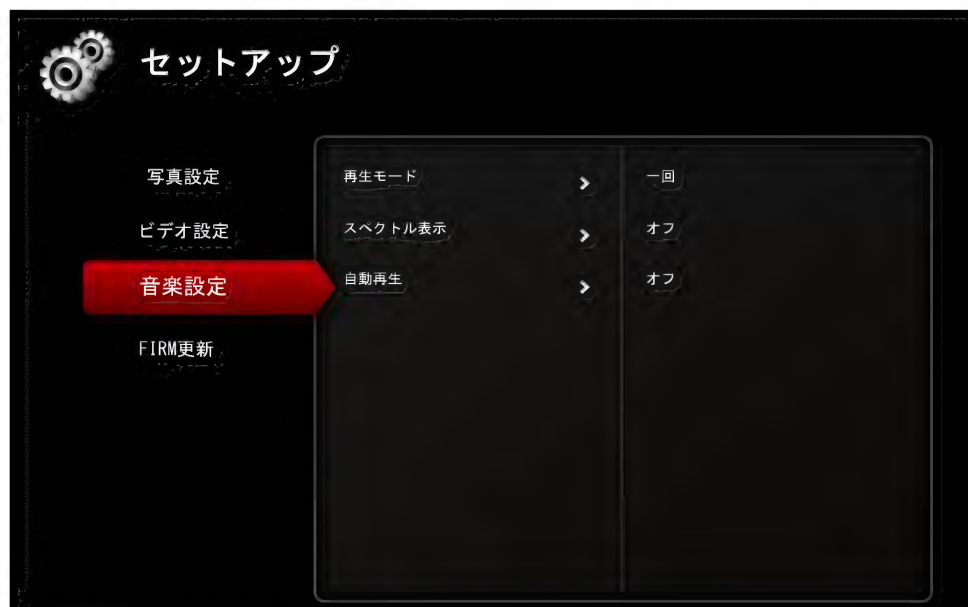 セットアップ
写真設定
ビデオ設定
音楽設定
FIRM更新
再生モード 一回
スペクトル表示 オフ
自動再生 オフ